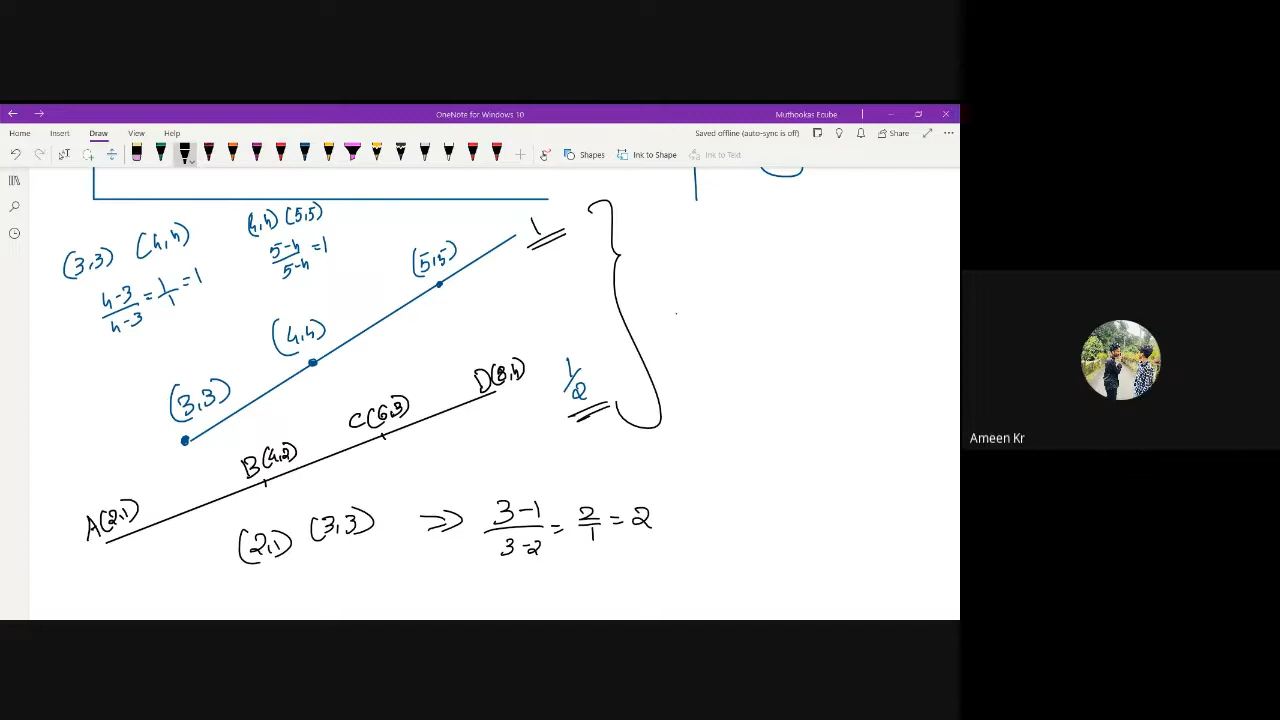 OneNote for Windows 10
Muthookas Ecube
Home Insert Draw View Help
Saved offline (auto-sync is off)
Share
Shapes
Ink to Shape
Ink to Text
(3,3) (4,4)
4-3/4-3 = 1/1 = 1
(4,4) (5,5)
5-4/5-4 = 1
(5,5)
1
(4,4)
(3,3)
1/2
D(8,4)
C(6,3)
B(4,2)
A(2,1)
(2,1) (3,3) ⇒ 3-1/3-2 = 2/1 = 2
Ameen Kr